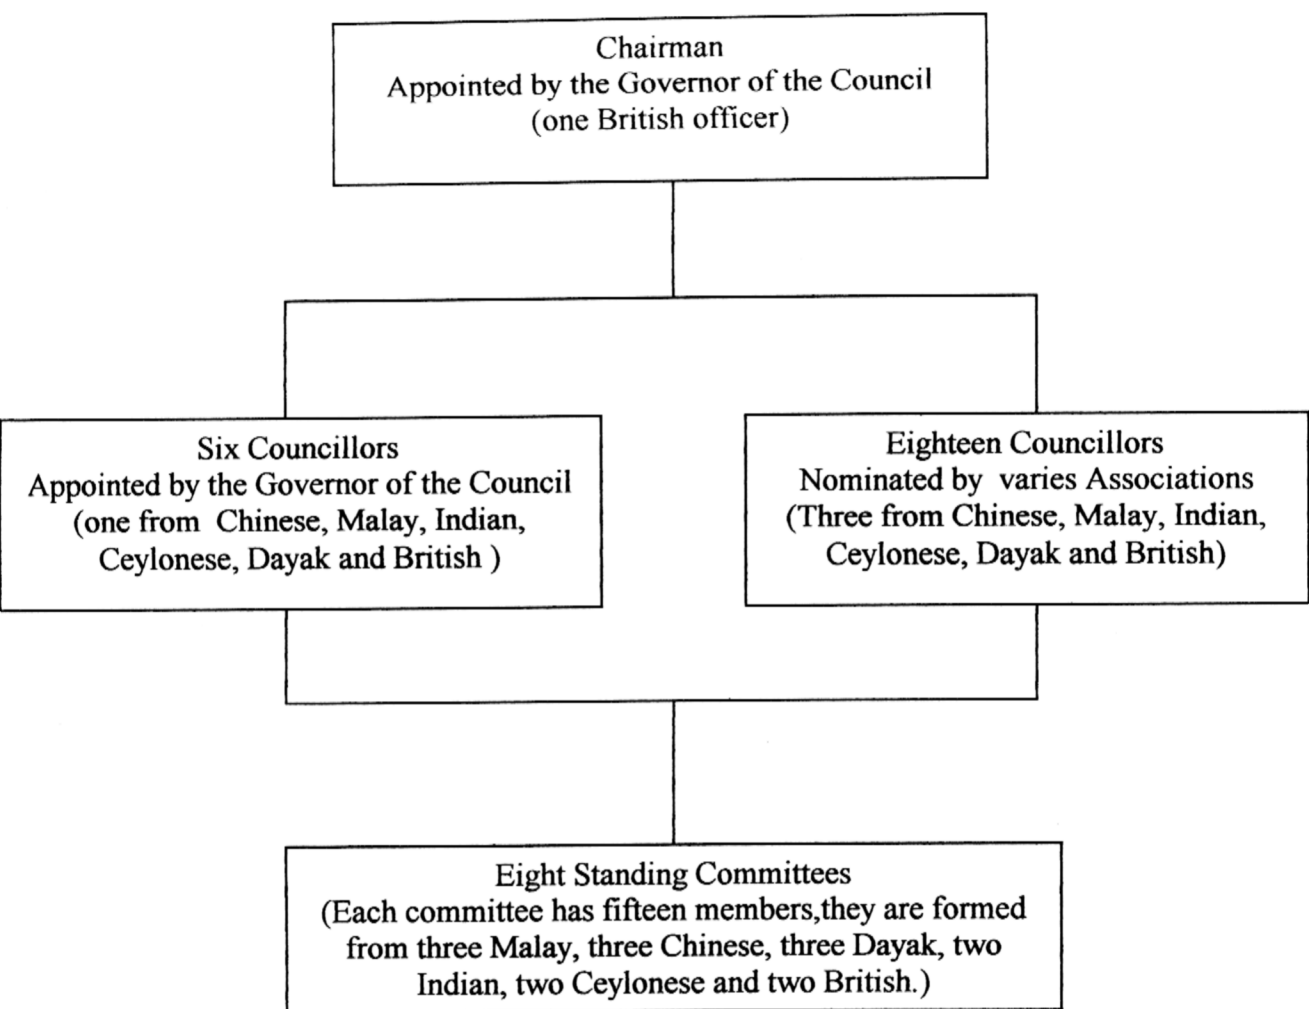 Chairman
Appointed by the Governor of the Council
(one British officer)
Six Councillors
Appointed by the Governor of the Council
(one from Chinese, Malay, Indian,
Ceylonese, Dayak and British )
Eighteen Councillors
Nominated by varies Associations
(Three from Chinese, Malay, Indian,
Ceylonese, Dayak and British)
Eight Standing Committees
(Each committee has fifteen members,they are formed
from three Malay, three Chinese, three Dayak, two
Indian, two Ceylonese and two British.)